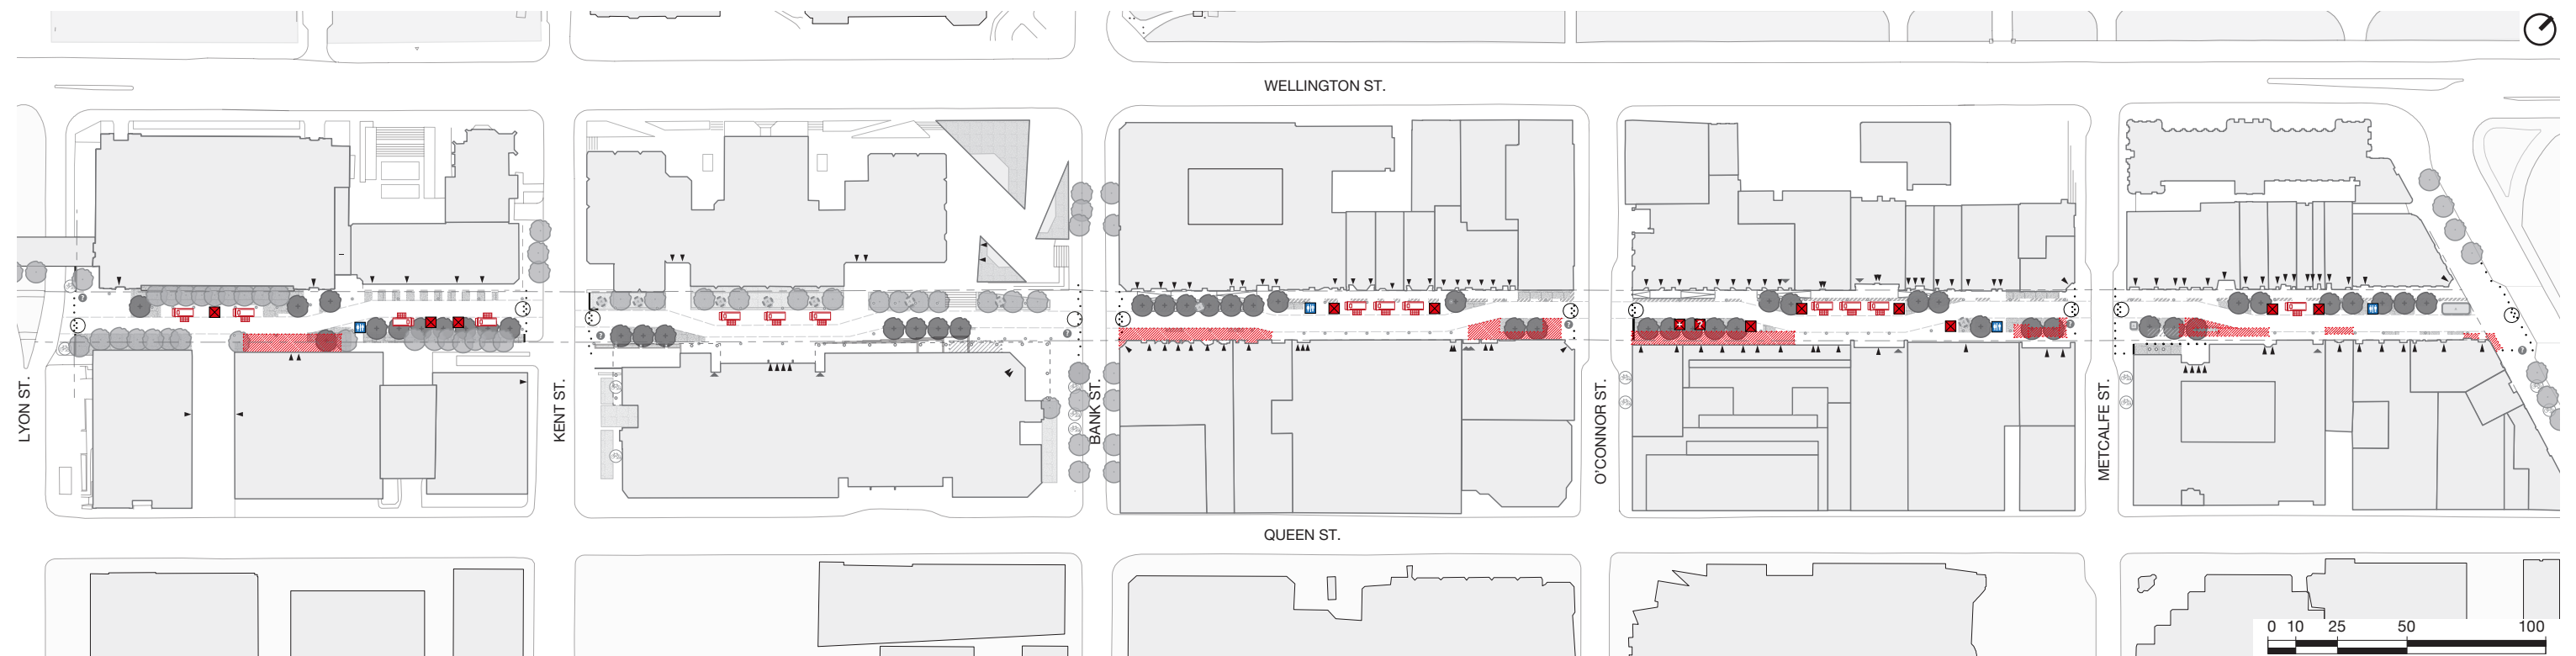 WELLINGTON ST.
LYON ST.
KENT ST.
BANK ST.
O'CONNOR ST.
METCALFE ST.
QUEEN ST.
0 10 25 50 100